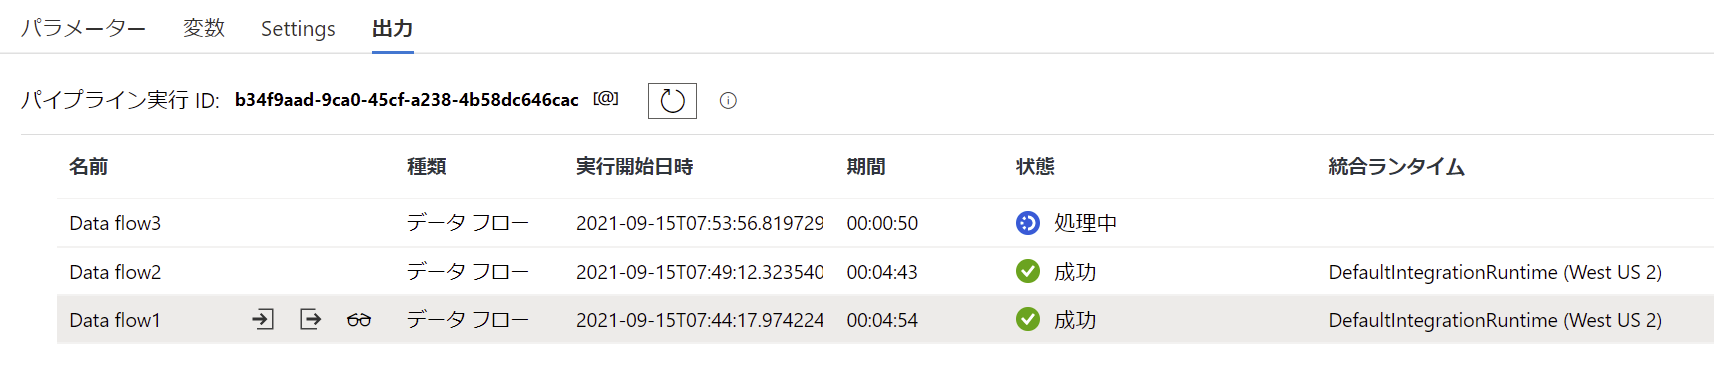 パラメーター 変数 Settings 出力
パイプライン実行 ID: b34f9aad-9ca0-45cf-a238-4b58dc646cac [@]
名前 種類 実行開始日時 期間 状態 統合ランタイム
Data flow3 データ フロー 2021-09-15T07:53:56.819729 00:00:50 処理中
Data flow2 データ フロー 2021-09-15T07:49:12.323540 00:04:43 成功 DefaultIntegrationRuntime (West US 2)
Data flow1 データ フロー 2021-09-15T07:44:17.974224 00:04:54 成功 DefaultIntegrationRuntime (West US 2)